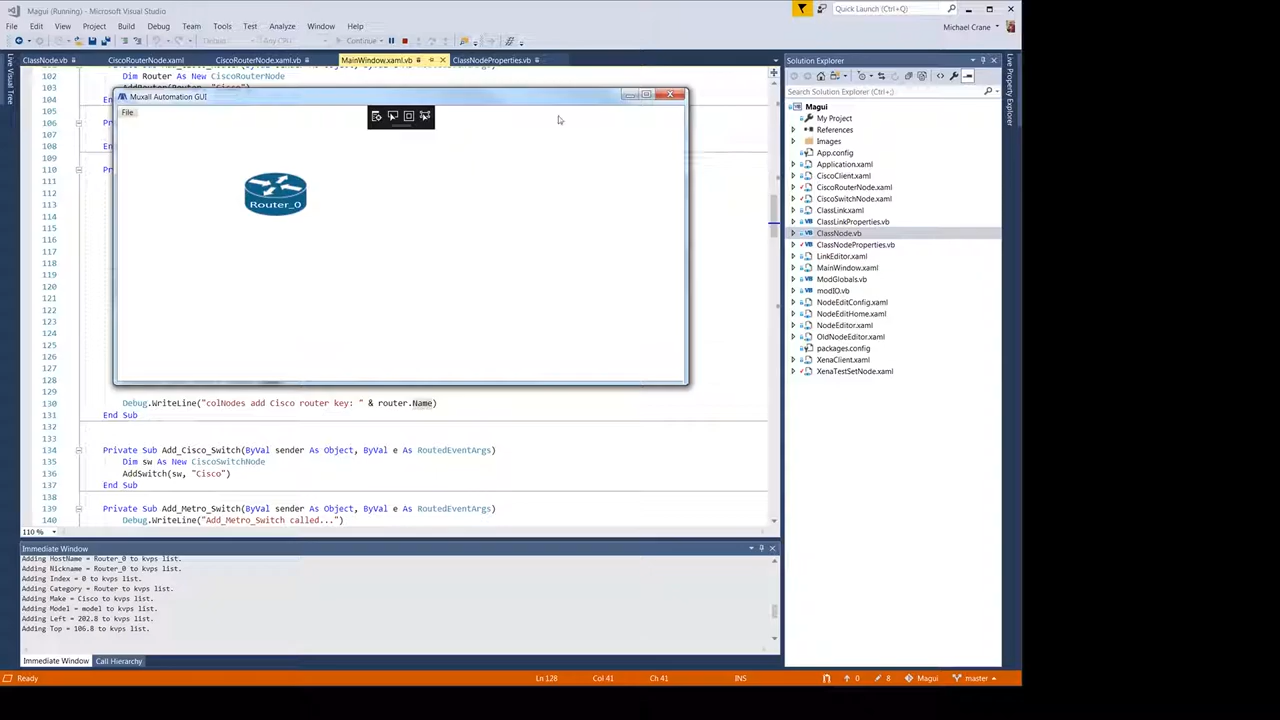 Magui (Running) - Microsoft Visual Studio
Quick Launch (Ctrl+Q)
File Edit View Project Build Debug Team Tools Test Analyze Window Help
Michael Crane
Continue
ClassNode.vb CiscoRouterNode.xaml CiscoRouterNode.xaml.vb MainWindow.xaml.vb ClassNodeProperties.vb
Live Visual Tree
102 Dim Router As New CiscoRouterNode
103
104
105
106
108
109
110
111
112
113
114
115
116
117
118
119
120
121
122
123
124
125
126
127
128
129
130 Debug.WriteLine("colNodes add Cisco router key: " & router.Name)
131 End Sub
132
133
134 Private Sub Add_Cisco_Switch(ByVal sender As Object, ByVal e As RoutedEventArgs)
135 Dim sw As New CiscoSwitchNode
136 AddSwitch(sw, "Cisco")
137 End Sub
138
139 Private Sub Add_Metro_Switch(ByVal sender As Object, ByVal e As RoutedEventArgs)
140 Debug.WriteLine("Add_Metro_Switch called...")
110 %
Muxall Automation GUI
File
Router_0
Immediate Window
Adding HostName = Router_0 to kvps list.
Adding Nickname = Router_0 to kvps list.
Adding Index = 0 to kvps list.
Adding Category = Router to kvps list.
Adding Make = Cisco to kvps list.
Adding Model = model to kvps list.
Adding Left = 202.8 to kvps list.
Adding Top = 106.8 to kvps list.
Immediate Window Call Hierarchy
Solution Explorer
Search Solution Explorer (Ctrl+;)
Magui
My Project
References
Images
App.config
Application.xaml
CiscoClient.xaml
CiscoRouterNode.xaml
CiscoSwitchNode.xaml
ClassLink.xaml
ClassLinkProperties.vb
ClassNode.vb
ClassNodeProperties.vb
LinkEditor.xaml
MainWindow.xaml
ModGlobals.vb
modIO.vb
NodeEditConfig.xaml
NodeEditHome.xaml
NodeEditor.xaml
OldNodeEditor.xaml
packages.config
XenaClient.xaml
XenaTestSetNode.xaml
Live Property Explorer
Ready
Ln 128 Col 41 Ch 41 INS
0 8 Magui master